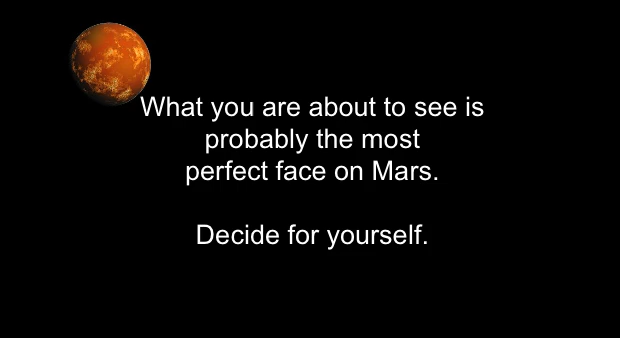 What you are about to see is
probably the most
perfect face on Mars.
Decide for yourself.